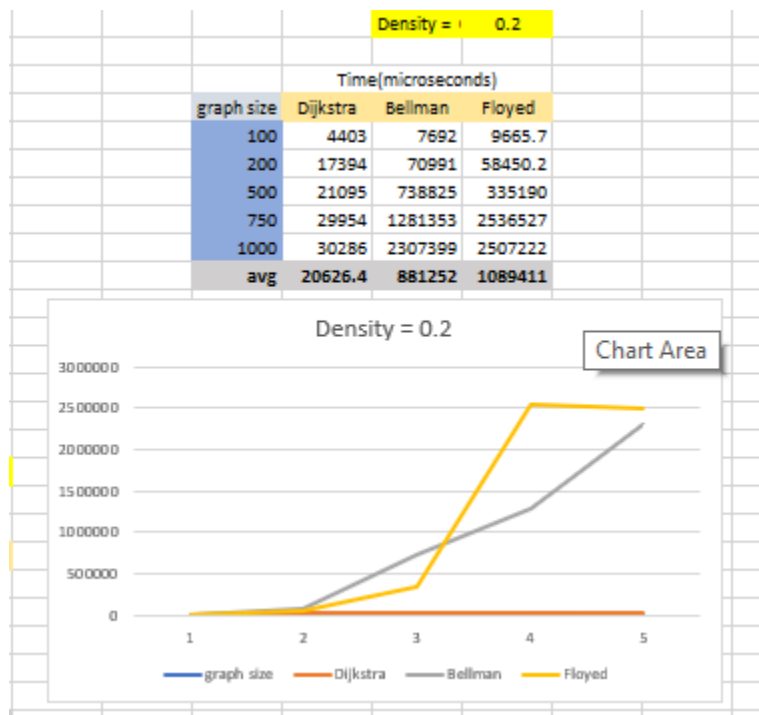 Density = 0.2
Time(microseconds)
graph size Dijkstra Bellman Floyed
100 4403 7692 9665.7
200 17394 70991 58450.2
500 21095 738825 335190
750 29954 1281353 2536527
1000 30286 2307399 2507222
avg 20626.4 881252 1089411
Density = 0.2
Chart Area
3000000
2500000
2000000
1500000
1000000
500000
0
1 2 3 4 5
graph size Dijkstra Bellman Floyed